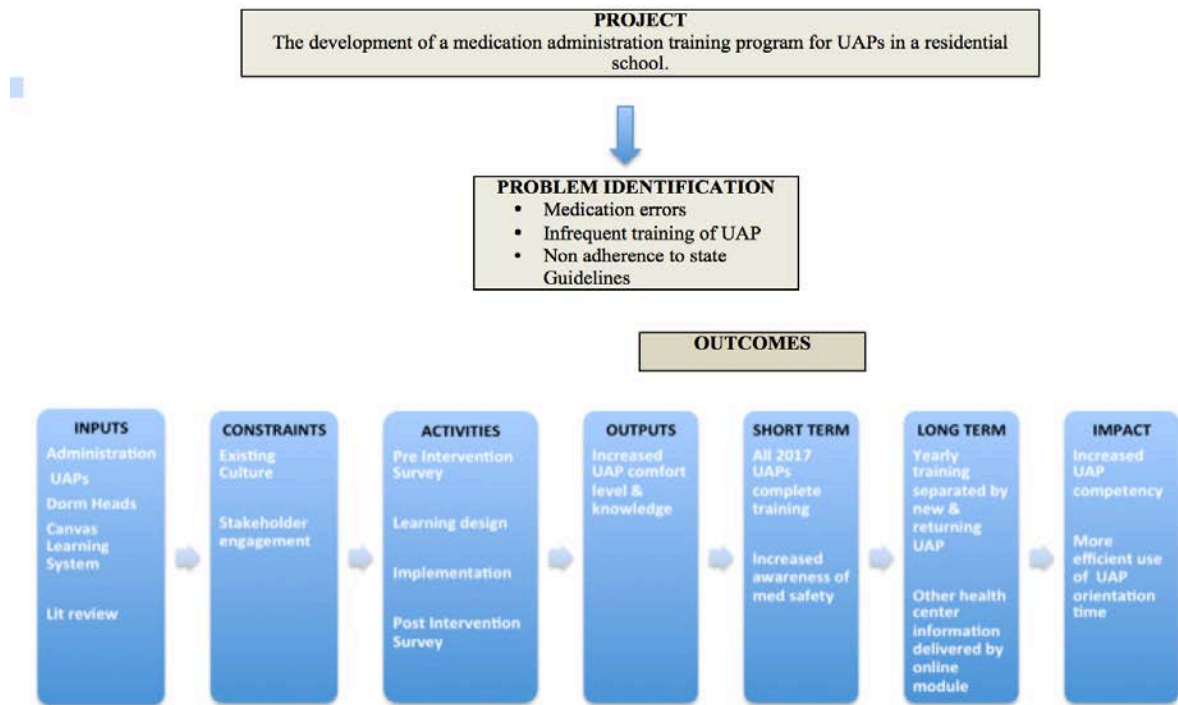 PROJECT
The development of a medication administration training program for UAPs in a residential
school.
PROBLEM IDENTIFICATION
• Medication errors
• Infrequent training of UAP
• Non adherence to state
Guidelines
OUTCOMES
INPUTS
Administration
UAPs
Dorm Heads
Canvas
Learning
System
Lit review
CONSTRAINTS
Existing
Culture
Stakeholder
engagement
ACTIVITIES
Pre Intervention
Survey
Learning design
Implementation
Post Intervention
Survey
OUTPUTS
Increased
UAP comfort
level &
knowledge
SHORT TERM
All 2017
UAPs
complete
training
Increased
awareness of
med safety
LONG TERM
Yearly
training
separated by
new &
returning
UAP
Other health
center
information
delivered by
online
module
IMPACT
Increased
UAP
competency
More
efficient use
of UAP
orientation
time